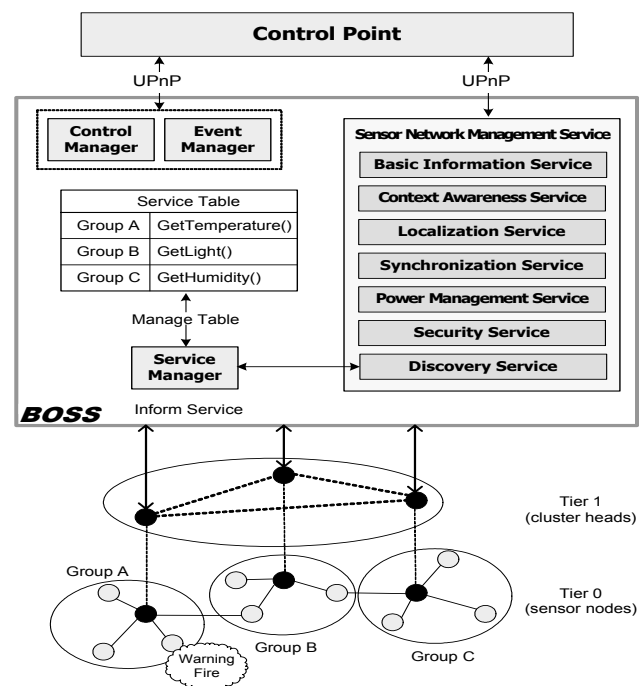 Control Point
UPnP
UPnP
Control
Manager
Event
Manager
Sensor Network Management Service
Basic Information Service
Context Awareness Service
Localization Service
Synchronization Service
Power Management Service
Security Service
Discovery Service
Service Table
Group A GetTemperature()
Group B GetLight()
Group C GetHumidity()
Manage Table
Service
Manager
BOSS
Inform Service
Tier 1
(cluster heads)
Group A
Tier 0
(sensor nodes)
Group B
Group C
Warning
Fire